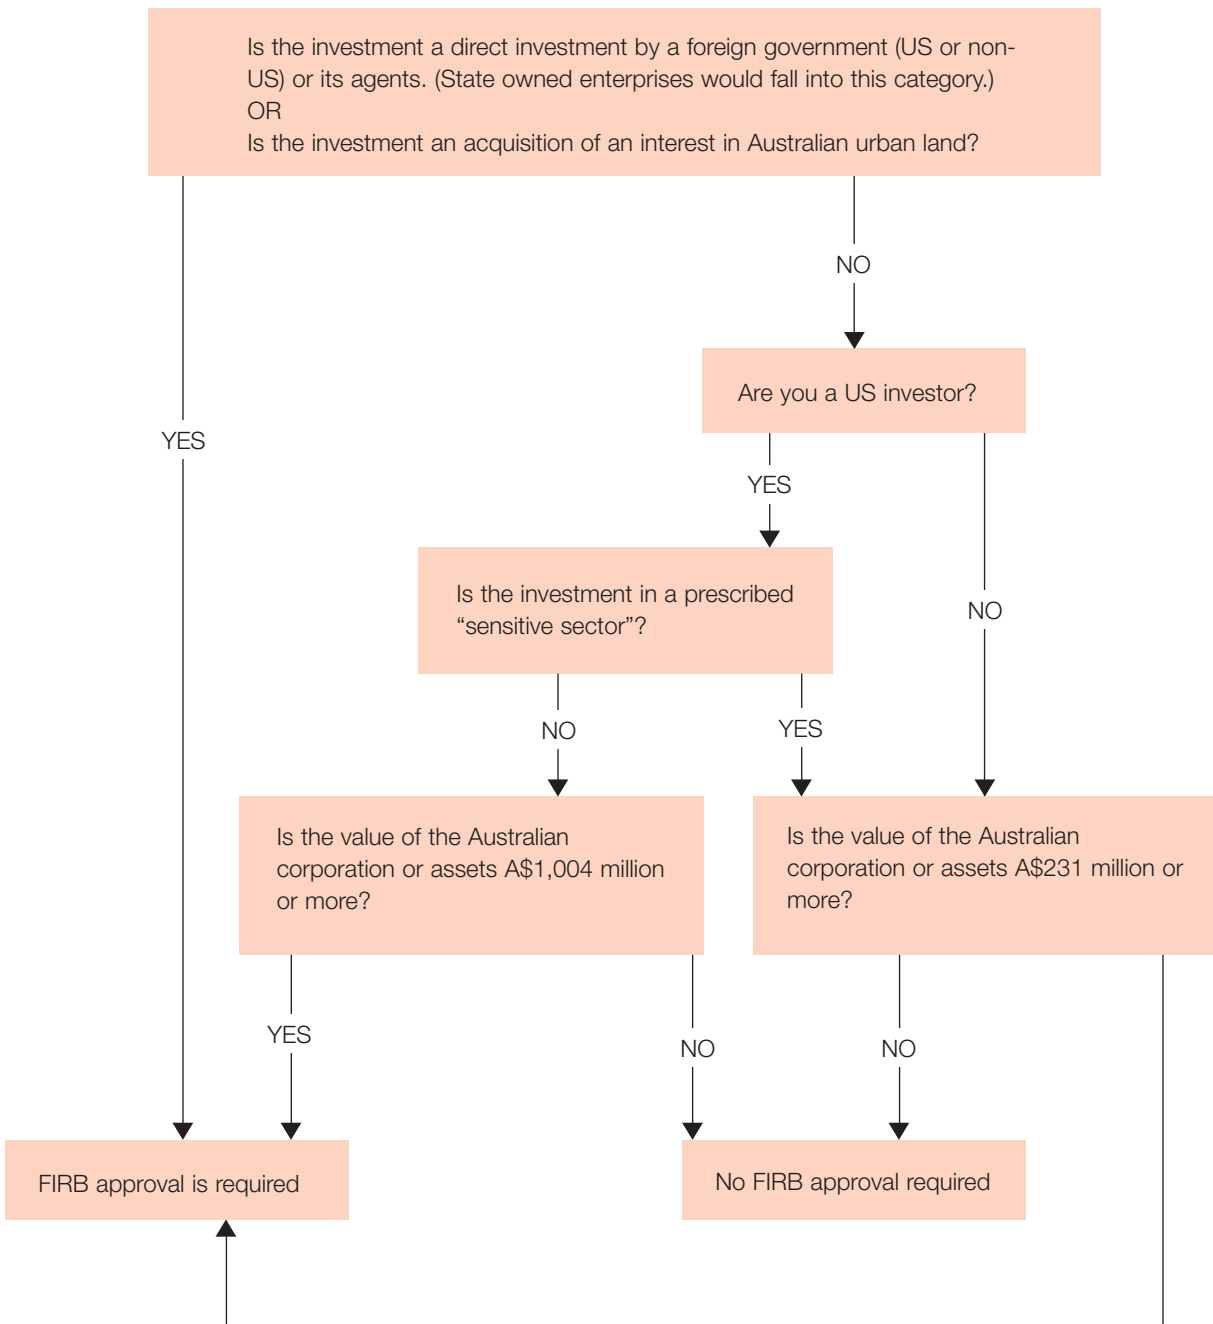 Is the investment a direct investment by a foreign government (US or non-
US) or its agents. (State owned enterprises would fall into this category.)
OR
Is the investment an acquisition of an interest in Australian urban land?
NO
Are you a US investor?
YES
YES
Is the investment in a prescribed
“sensitive sector”?
NO
NO
YES
Is the value of the Australian
corporation or assets A$1,004 million
or more?
Is the value of the Australian
corporation or assets A$231 million or
more?
YES
NO
NO
FIRB approval is required
No FIRB approval required